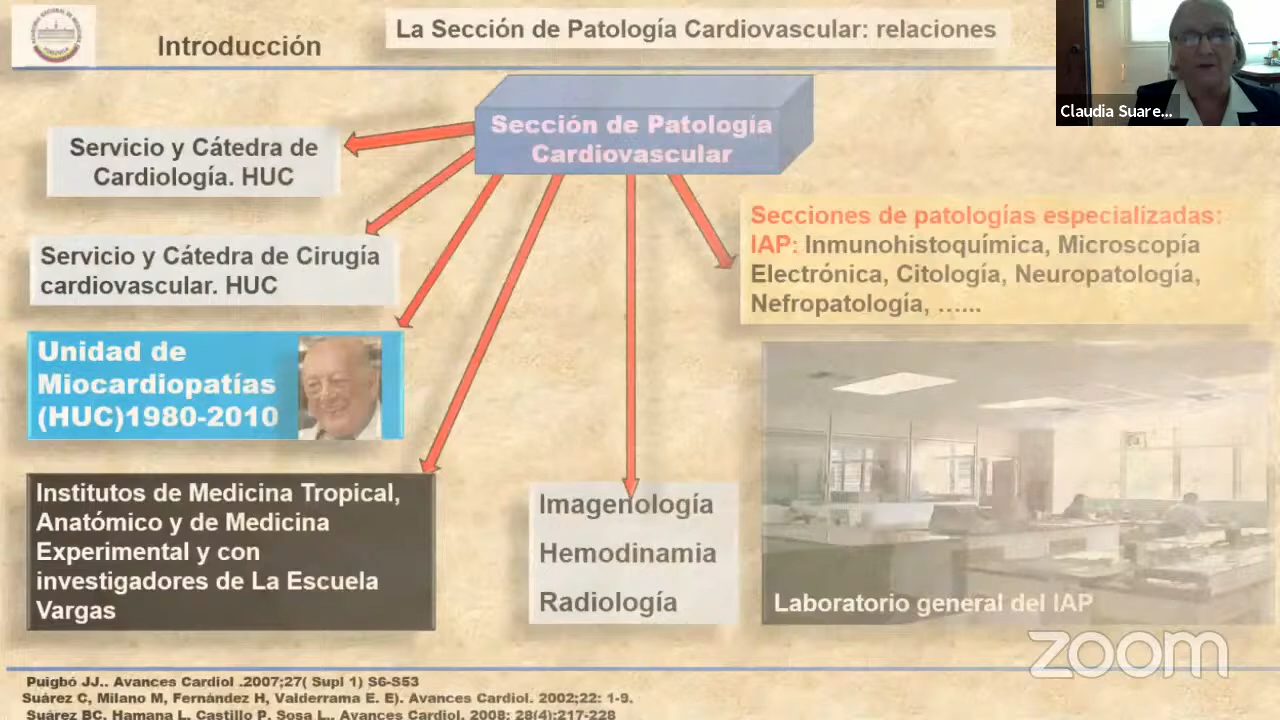 Introducción
La Sección de Patología Cardiovascular: relaciones
Claudia Suare...
Sección de Patología
Cardiovascular
Servicio y Cátedra de
Cardiología. HUC
Servicio y Cátedra de Cirugía
cardiovascular. HUC
Unidad de
Miocardiopatías
(HUC)1980-2010
Institutos de Medicina Tropical,
Anatómico y de Medicina
Experimental y con
investigadores de La Escuela
Vargas
Imagenología
Hemodinamia
Radiología
Secciones de patologías especializadas:
IAP: Inmunohistoquímica, Microscopía
Electrónica, Citología, Neuropatología,
Nefropatología, …...
Laboratorio general del IAP
zoom
Puigbó JJ.. Avances Cardiol .2007;27( Supl 1) S6-S53
Suárez C, Milano M, Fernández H, Valderrama E. E). Avances Cardiol. 2002;22: 1-9.
Suárez BC, Hamana L, Castillo P, Sosa L.. Avances Cardiol. 2008; 28(4):217-228